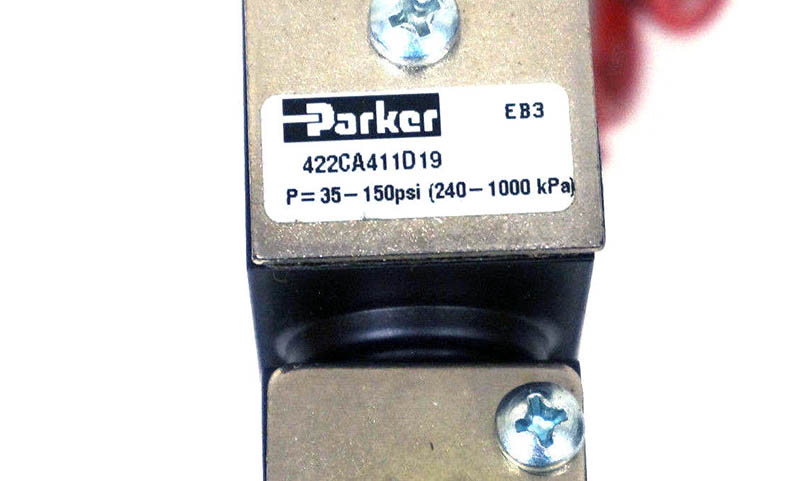 Parker EB3
422CA411D19
P= 35-150psi (240-1000 kPa)